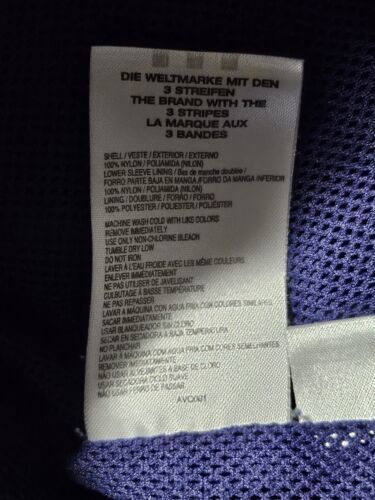 DIE WELTMARKE MIT DEN
3 STREIFEN
THE BRAND WITH THE
3 STRIPES
LA MARQUE AUX
3 BANDES
SHELL / VESTE / EXTERIOR / EXTERNO
100% NYLON / POLIAMIDA (NILON)
LOWER SLEEVE LINING / Bas de manche doublée /
FORRO PARTE BAJA EN MANGA / FORRO DA MANGA INFERIOR
100% NYLON / POLIAMIDA (NILON)
LINING / DOUBLURE / FORRO / FORRO
100% POLYESTER / POLIESTER / POLIÉSTER
MACHINE WASH COLD WITH LIKE COLORS
REMOVE IMMEDIATELY
USE ONLY NON-CHLORINE BLEACH
TUMBLE DRY LOW
DO NOT IRON
LAVER À L'EAU FROIDE AVEC LES MÊME COULEURS
ENLEVER IMMÉDIATEMENT
NE PAS UTILISER DE JAVELISANT
CULBUTAGE À BASSE TEMPÉRATURE
NE PAS REPASSER
LAVAR A MÁQUINA CON AGUA FRIA CON COLORES SIMILARES
SACAR INMEDIATAMENTE
USAR BLANQUEADOR SIN CLORO
SECAR EN SECADORA A BAJA TEMPERATURA
NO PLANCHAR
LAVAR À MÁQUINA COM AGUA FRIA COM CORES SEMELHANTES
REMOVER IMEDIATAMENTE
NÃO USAR ALVEJANTES À BASE DE CLORO
USAR SECADORA CICLO SUAVE
NÃO USAR FERRO DE PASSAR
AVQ001